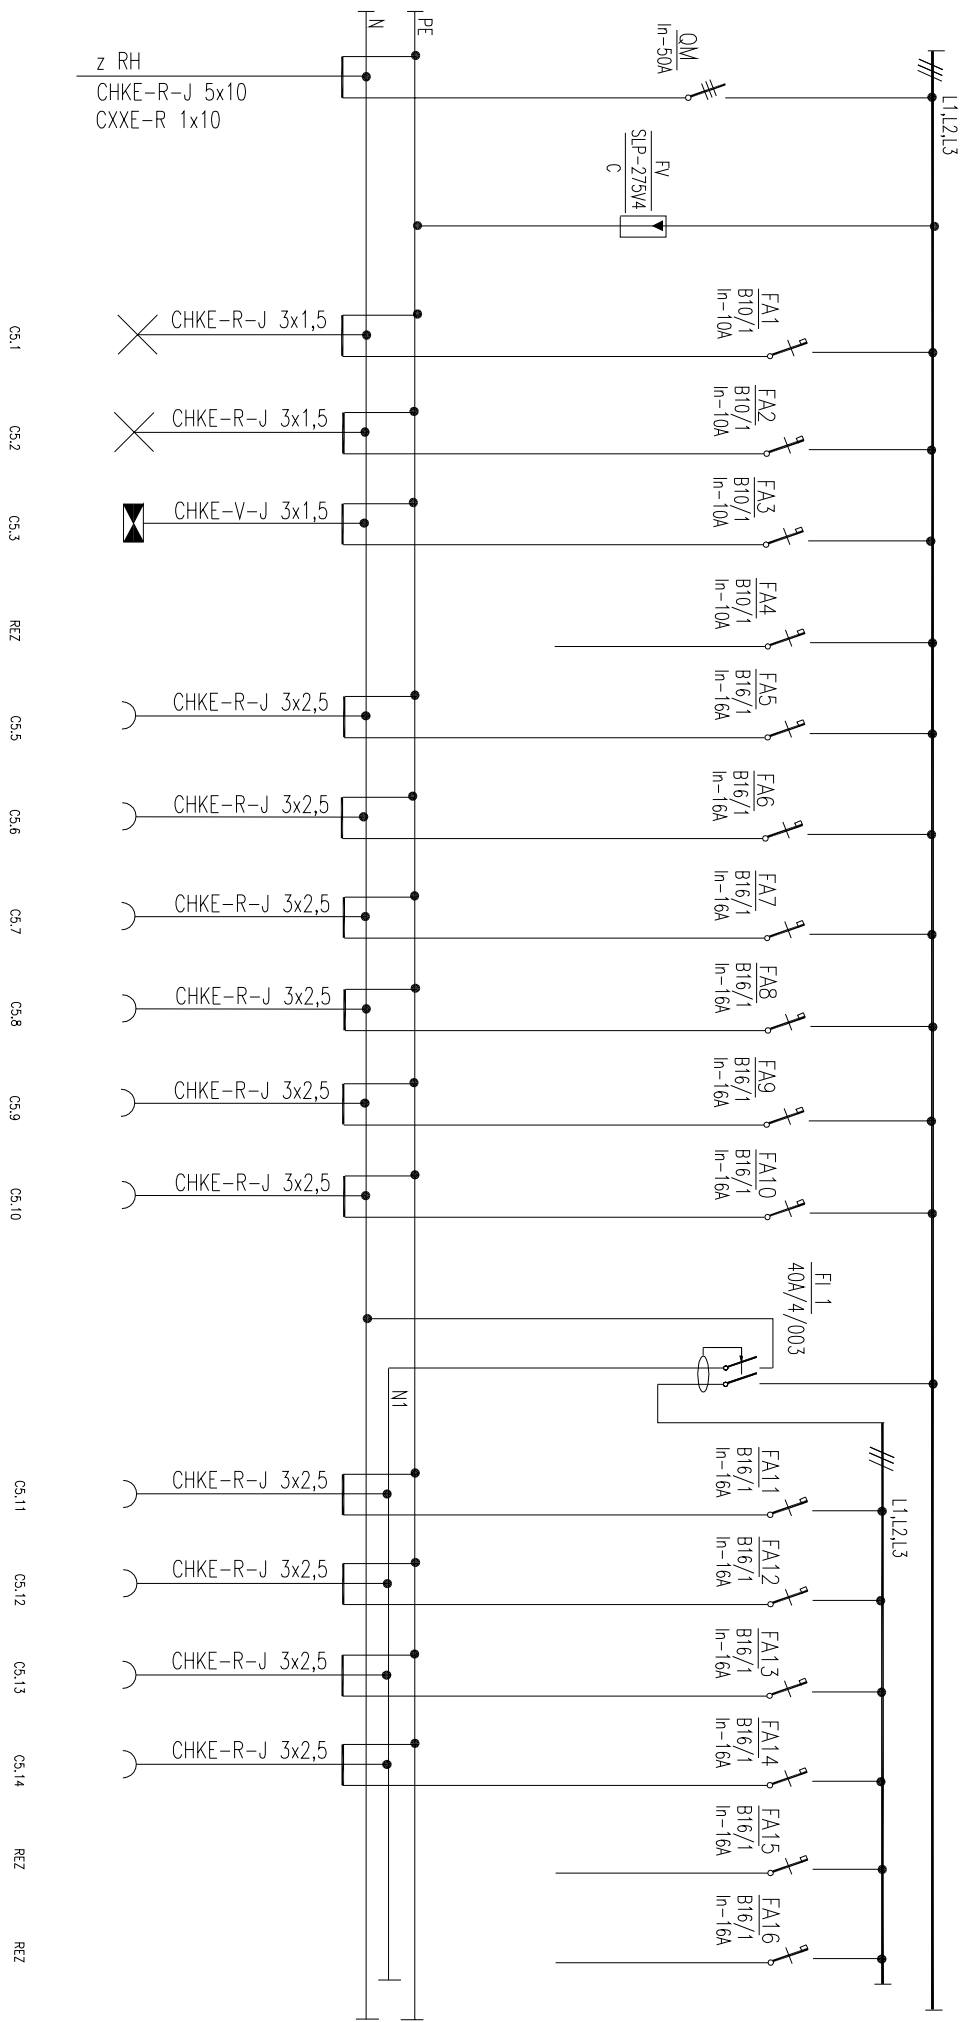 N
PE
QM
In-50A
L1,L2,L3
z RH
CHKE-R-J 5x10
CXXE-R 1x10
FV
SLP-275V4
C
FA1
B10/1
In-10A
CHKE-R-J 3x1,5
C5.1
FA2
B10/1
In-10A
CHKE-R-J 3x1,5
C5.2
FA3
B10/1
In-10A
CHKE-V-J 3x1,5
C5.3
FA4
B10/1
In-10A
REZ
FA5
B16/1
In-16A
CHKE-R-J 3x2,5
C5.5
FA6
B16/1
In-16A
CHKE-R-J 3x2,5
C5.6
FA7
B16/1
In-16A
CHKE-R-J 3x2,5
C5.7
FA8
B16/1
In-16A
CHKE-R-J 3x2,5
C5.8
FA9
B16/1
In-16A
CHKE-R-J 3x2,5
C5.9
FA10
B16/1
In-16A
CHKE-R-J 3x2,5
C5.10
FI 1
40A/4/003
N1
L1,L2,L3
FA11
B16/1
In-16A
CHKE-R-J 3x2,5
C5.11
FA12
B16/1
In-16A
CHKE-R-J 3x2,5
C5.12
FA13
B16/1
In-16A
CHKE-R-J 3x2,5
C5.13
FA14
B16/1
In-16A
CHKE-R-J 3x2,5
C5.14
FA15
B16/1
In-16A
REZ
FA16
B16/1
In-16A
REZ